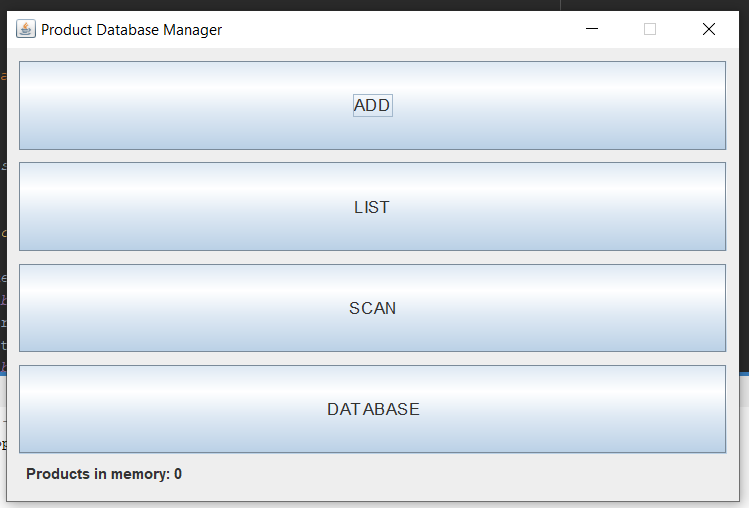 Product Database Manager
ADD
LIST
SCAN
DATABASE
Products in memory: 0